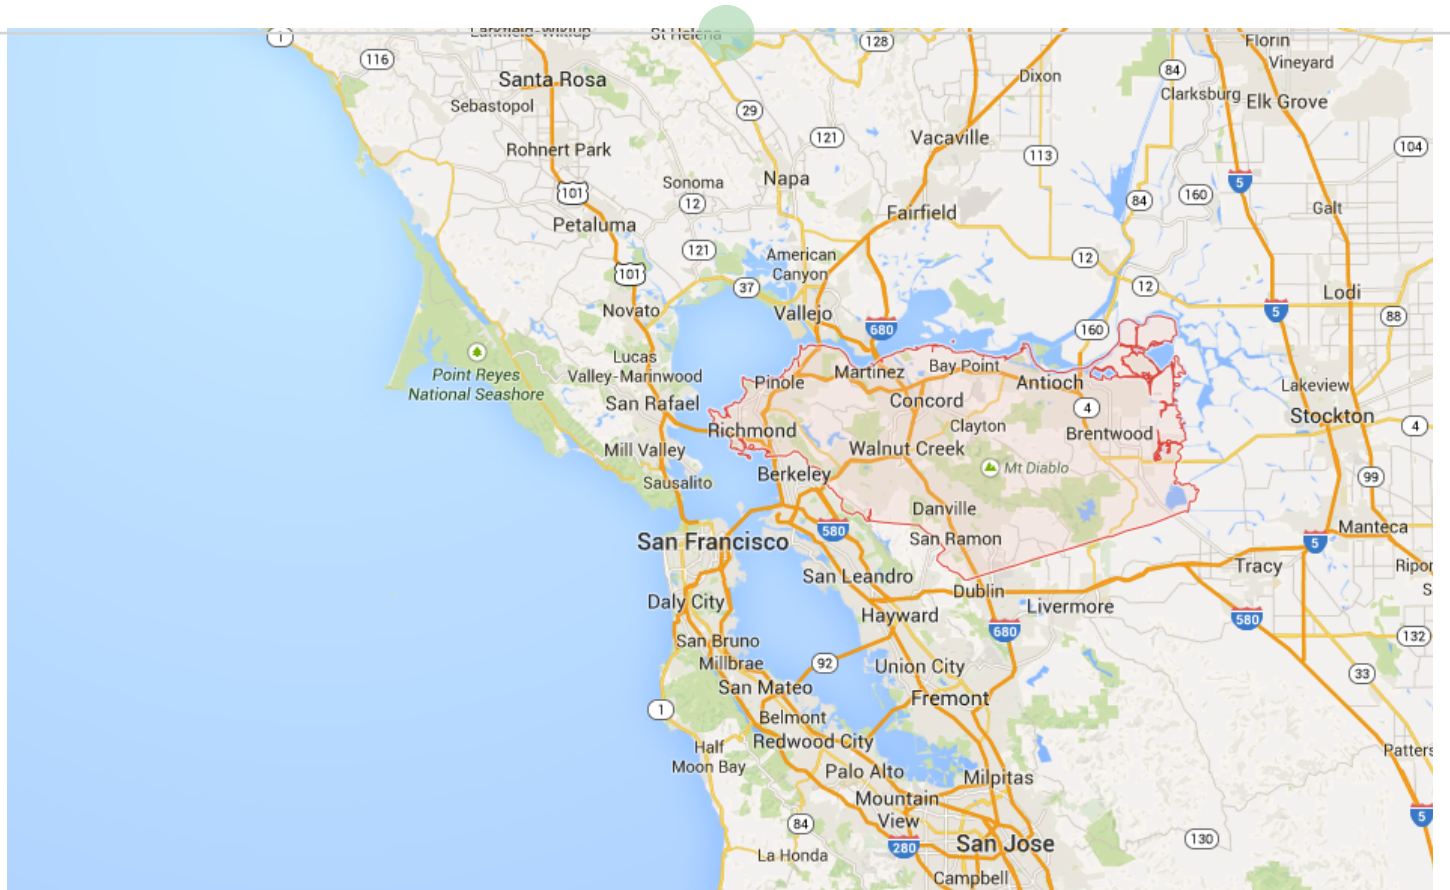 Larkfield-Wikiup
St Helena
1
128
Florin
116
Vineyard
84
Dixon
Santa Rosa
Clarksburg
Elk Grove
Sebastopol
29
121
Vacaville
104
Rohnert Park
113
Sonoma
Napa
5
101
12
84
160
Fairfield
Galt
Petaluma
121
American
Canyon
12
101
37
12
Lodi
Novato
Vallejo
5
88
680
160
Lucas
Valley-Marinwood
Point Reyes
National Seashore
Pinole
Martinez
Bay Point
Antioch
Lakeview
San Rafael
Concord
4
Stockton
Richmond
Clayton
Brentwood
4
Mill Valley
Walnut Creek
Mt Diablo
Berkeley
99
Sausalito
Danville
580
Manteca
San Francisco
San Ramon
5
Tracy
San Leandro
Dublin
Daly City
Hayward
Livermore
580
680
132
San Bruno
Millbrae
92
Union City
33
San Mateo
Fremont
1
Belmont
Half
Moon Bay
Redwood City
Palo Alto
Milpitas
Mountain
View
84
280
San Jose
130
5
La Honda
Campbell